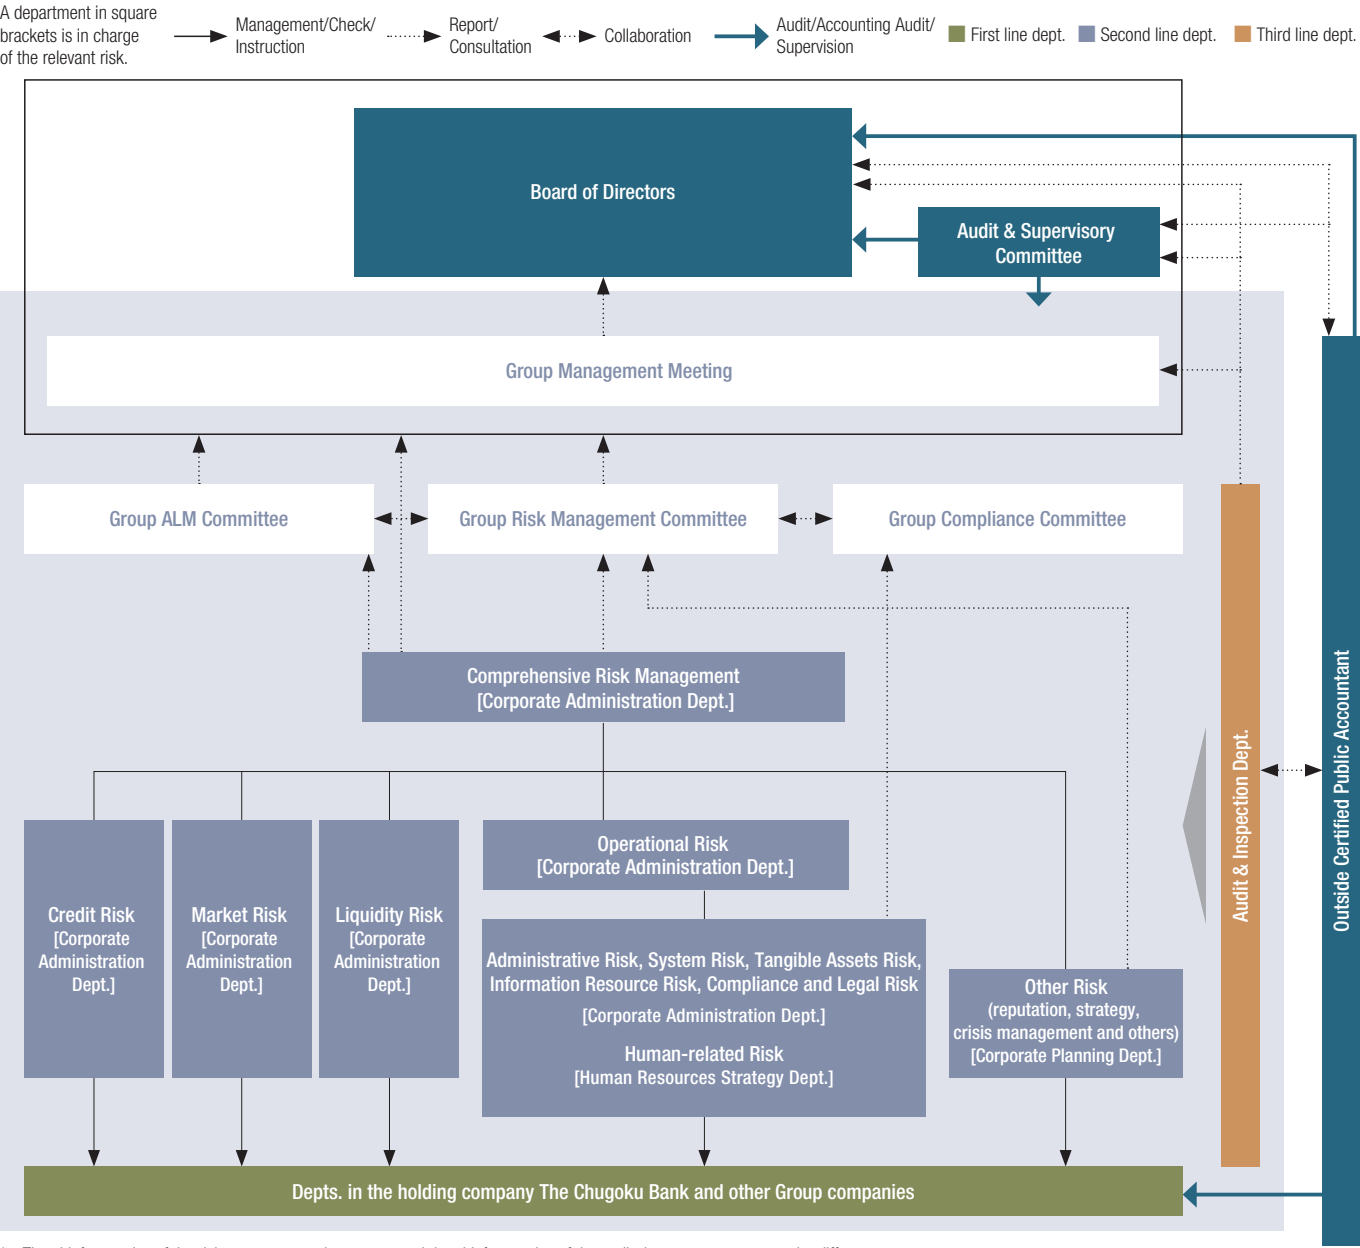 A department in square
brackets is in charge
of the relevant risk.
Management/Check/
Instruction
Report/
Consultation
Collaboration
Audit/Accounting Audit/
Supervision
First line dept.
Second line dept.
Third line dept.
Board of Directors
Audit & Supervisory
Committee
Group Management Meeting
Group ALM Committee
Group Risk Management Committee
Group Compliance Committee
Comprehensive Risk Management
[Corporate Administration Dept.]
Credit Risk
[Corporate
Administration
Dept.]
Market Risk
[Corporate
Administration
Dept.]
Liquidity Risk
[Corporate
Administration
Dept.]
Operational Risk
[Corporate Administration Dept.]
Administrative Risk, System Risk, Tangible Assets Risk,
Information Resource Risk, Compliance and Legal Risk
[Corporate Administration Dept.]
Human-related Risk
[Human Resources Strategy Dept.]
Other Risk
(reputation, strategy,
crisis management and others)
[Corporate Planning Dept.]
Audit & Inspection Dept.
Outside Certified Public Accountant
Depts. in the holding company The Chugoku Bank and other Group companies